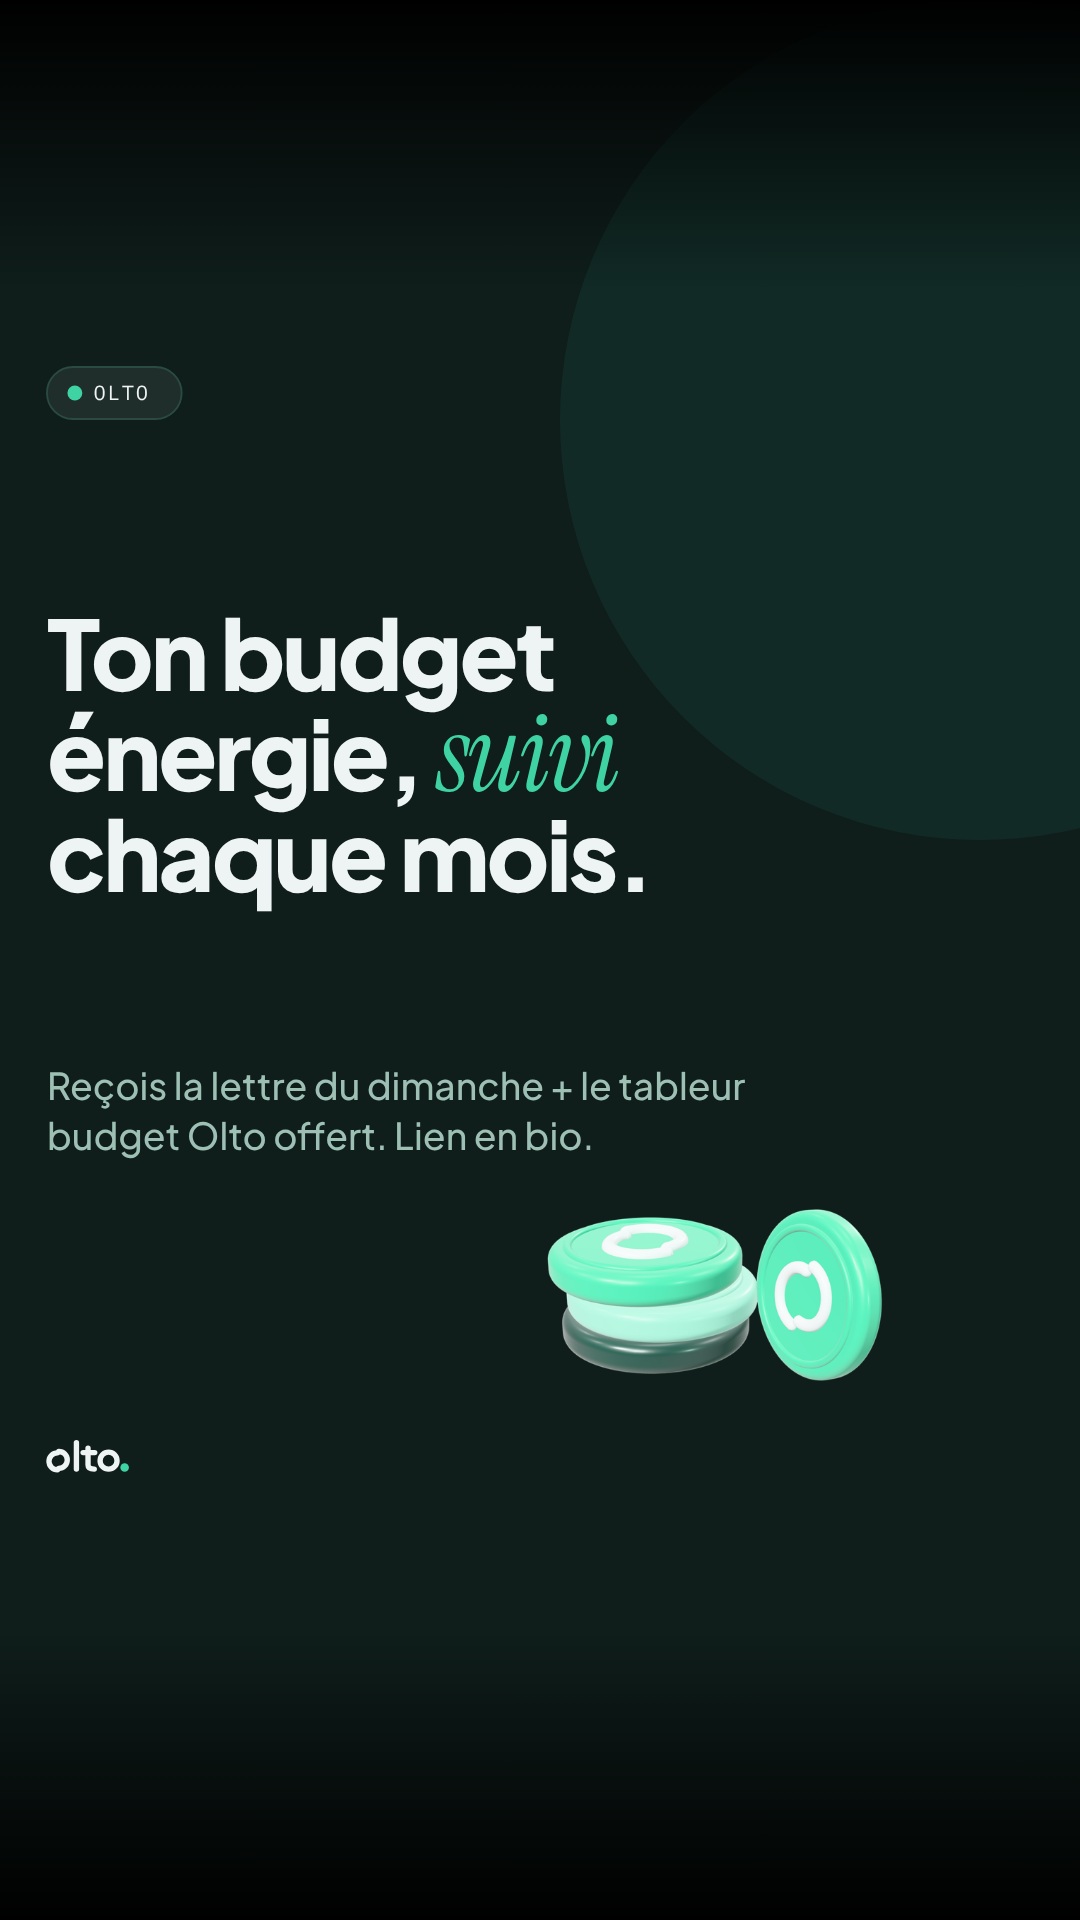 OLTO
Ton budget
énergie, suivi
chaque mois.
Reçois la lettre du dimanche + le tableur
budget Olto offert. Lien en bio.
olto.